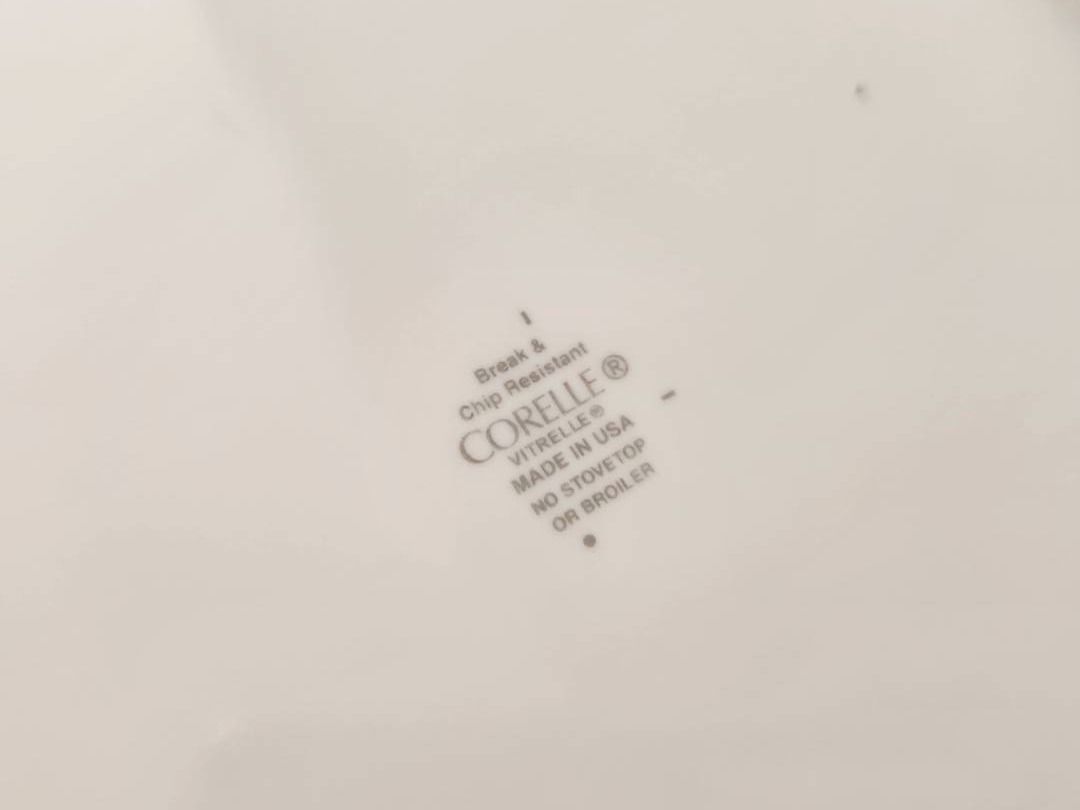 Break &
Chip Resistant
CORELLE®
VITRELLE®
MADE IN USA
NO STOVETOP
OR BROILER